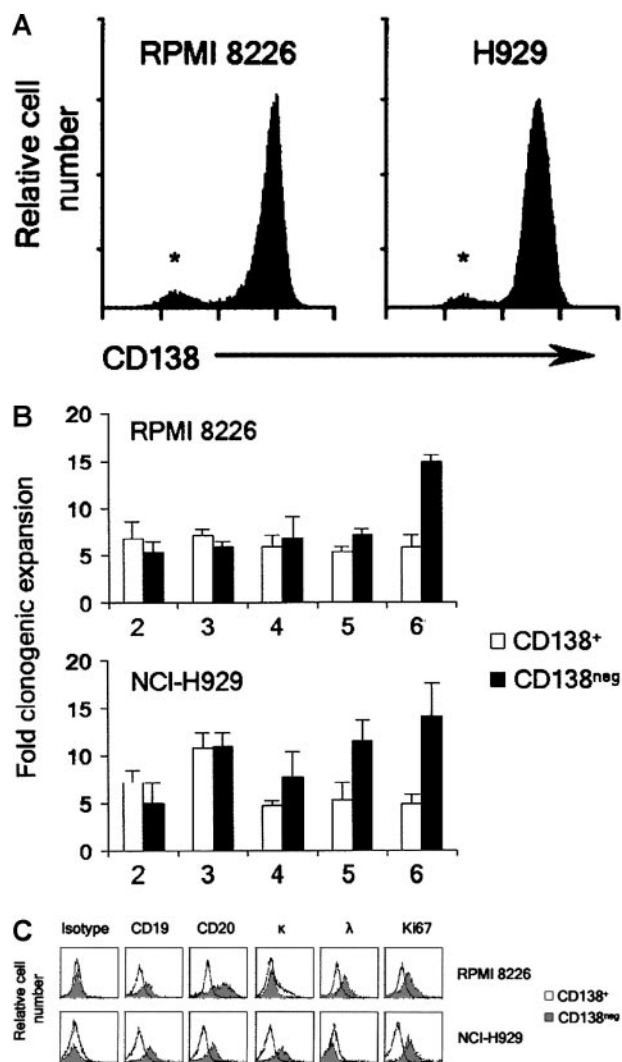 A
RPMI 8226
H929
Relative cell
number
*
*
CD138
B
20
15
10
5
0
RPMI 8226
2 3 4 5 6
Fold clonogenic expansion
CD138+
CD138neg
20
15
10
5
0
NCI-H929
2 3 4 5 6
C
Isotype CD19 CD20 κ λ Ki67
Relative cell
number
RPMI 8226
NCI-H929
CD138+
CD138neg